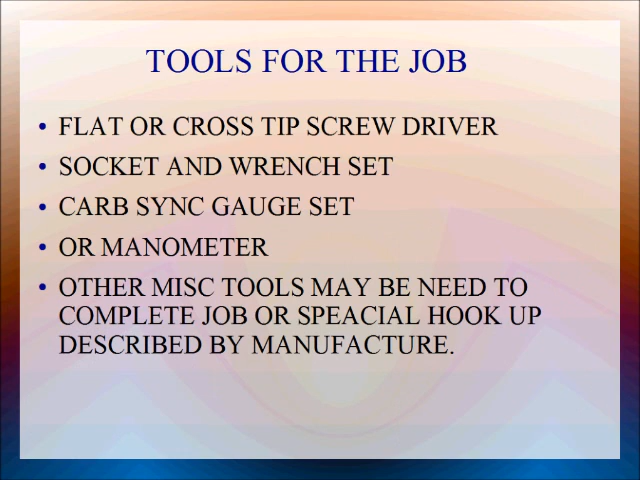 TOOLS FOR THE JOB
• FLAT OR CROSS TIP SCREW DRIVER
• SOCKET AND WRENCH SET
• CARB SYNC GAUGE SET
• OR MANOMETER
• OTHER MISC TOOLS MAY BE NEED TO
COMPLETE JOB OR SPEACIAL HOOK UP
DESCRIBED BY MANUFACTURE.